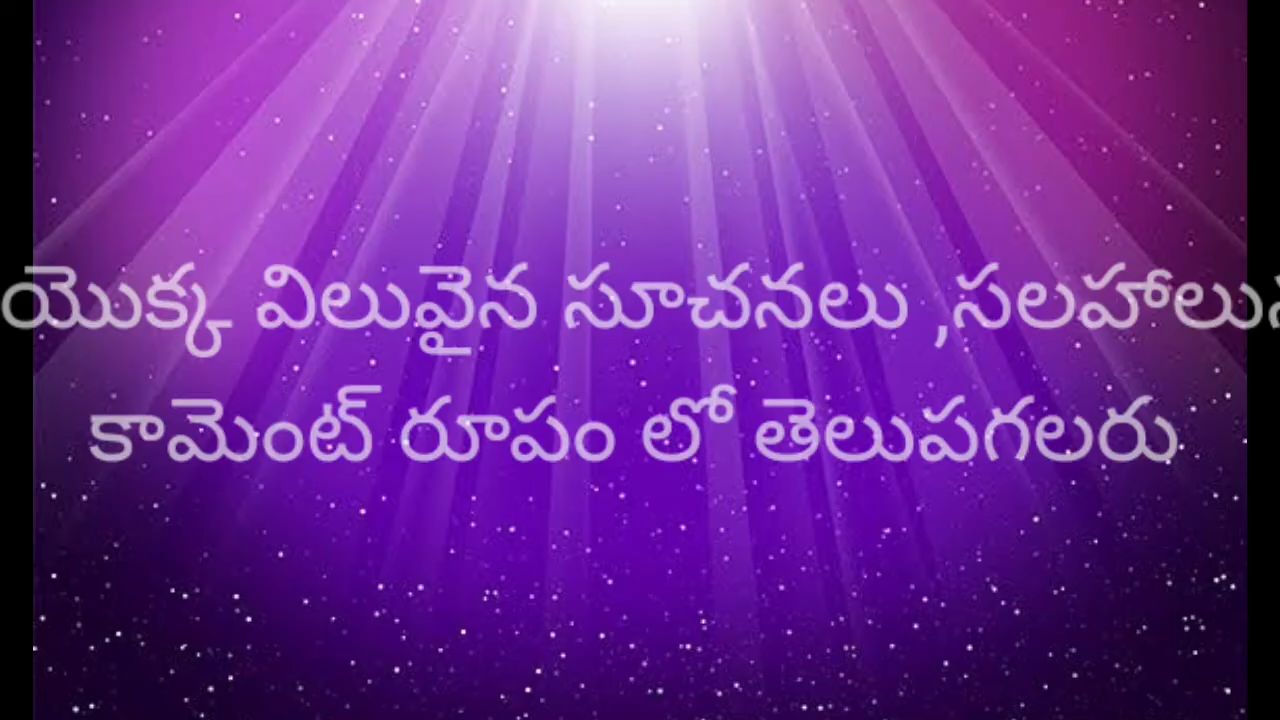 యొక్క విలువైన సూచనలు ,సలహాలు
కామెంట్ రూపం లో తెలుపగలరు